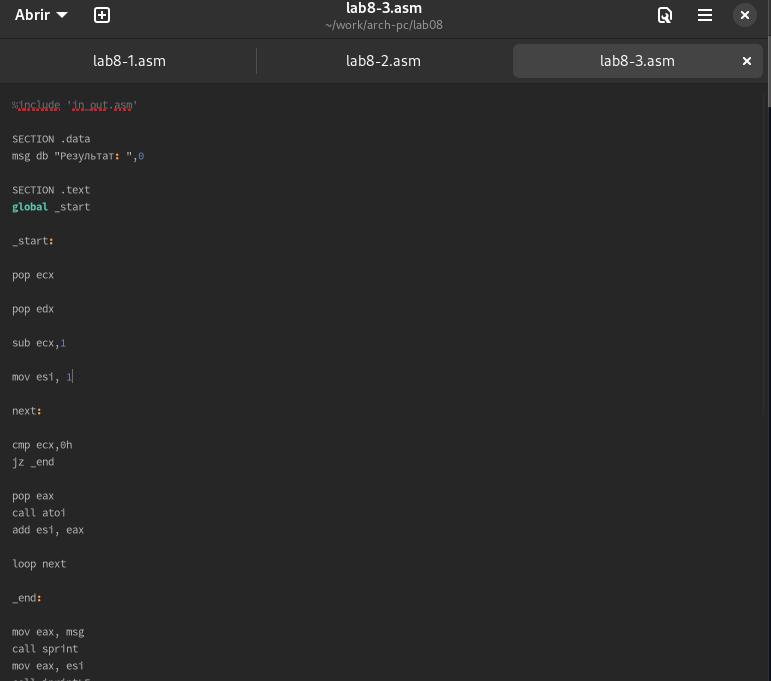 Abrir
lab8-3.asm
~/work/arch-pc/lab08
lab8-1.asm
lab8-2.asm
lab8-3.asm
%include 'in_out.asm'
SECTION .data
msg db "Результат: ",0
SECTION .text
global _start
_start:
pop ecx
pop edx
sub ecx,1
mov esi, 1
next:
cmp ecx,0h
jz _end
pop eax
call atoi
add esi, eax
loop next
_end:
mov eax, msg
call sprint
mov eax, esi